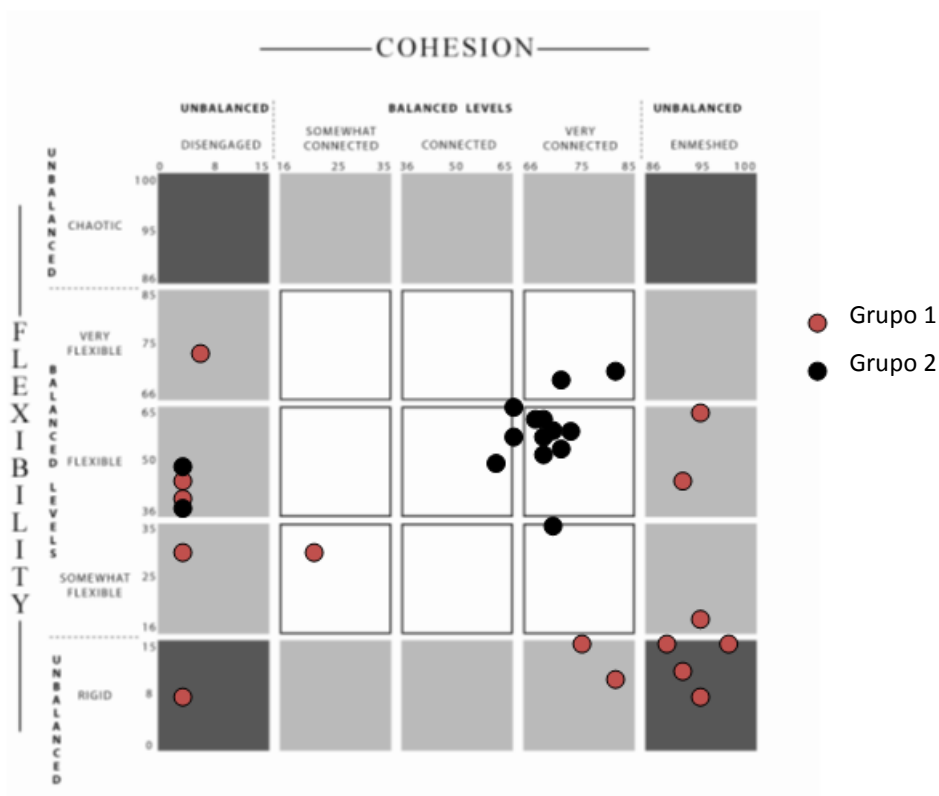 COHESION
UNBALANCED BALANCED LEVELS UNBALANCED
DISENGAGED SOMEWHAT CONNECTED CONNECTED VERY CONNECTED ENMESHED
0 8 15 16 25 35 36 50 65 66 75 85 86 95 100
FLEXIBILITY
UNBALANCED
CHAOTIC
100
95
86
BALANCED LEVELS
VERY
FLEXIBLE
85
75
66
FLEXIBLE
65
50
36
SOMEWHAT
FLEXIBLE
35
25
16
UNBALANCED
RIGID
15
8
0
Grupo 1
Grupo 2